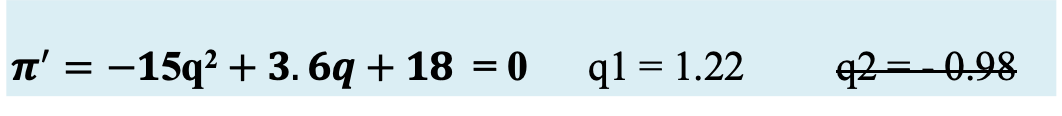 π′ = −15q² + 3.6q + 18 = 0 q1 = 1.22 q2 = - 0.98